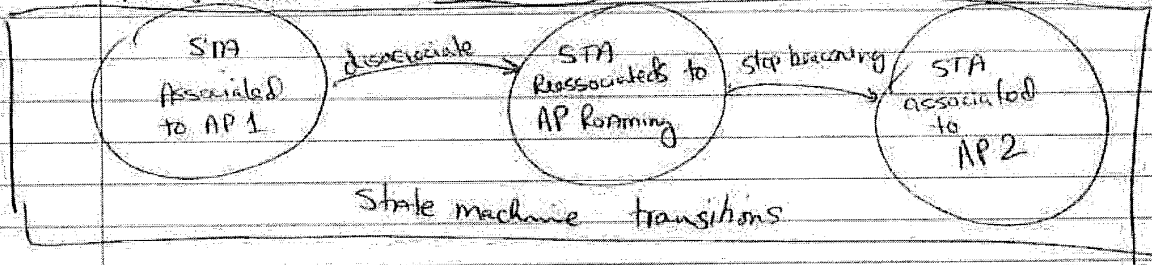 STA
Associated
to AP 1
disassociate
STA
Reassociateds to
AP Roaming
stop beaconing
STA
associated
to
AP 2
State machine transitions